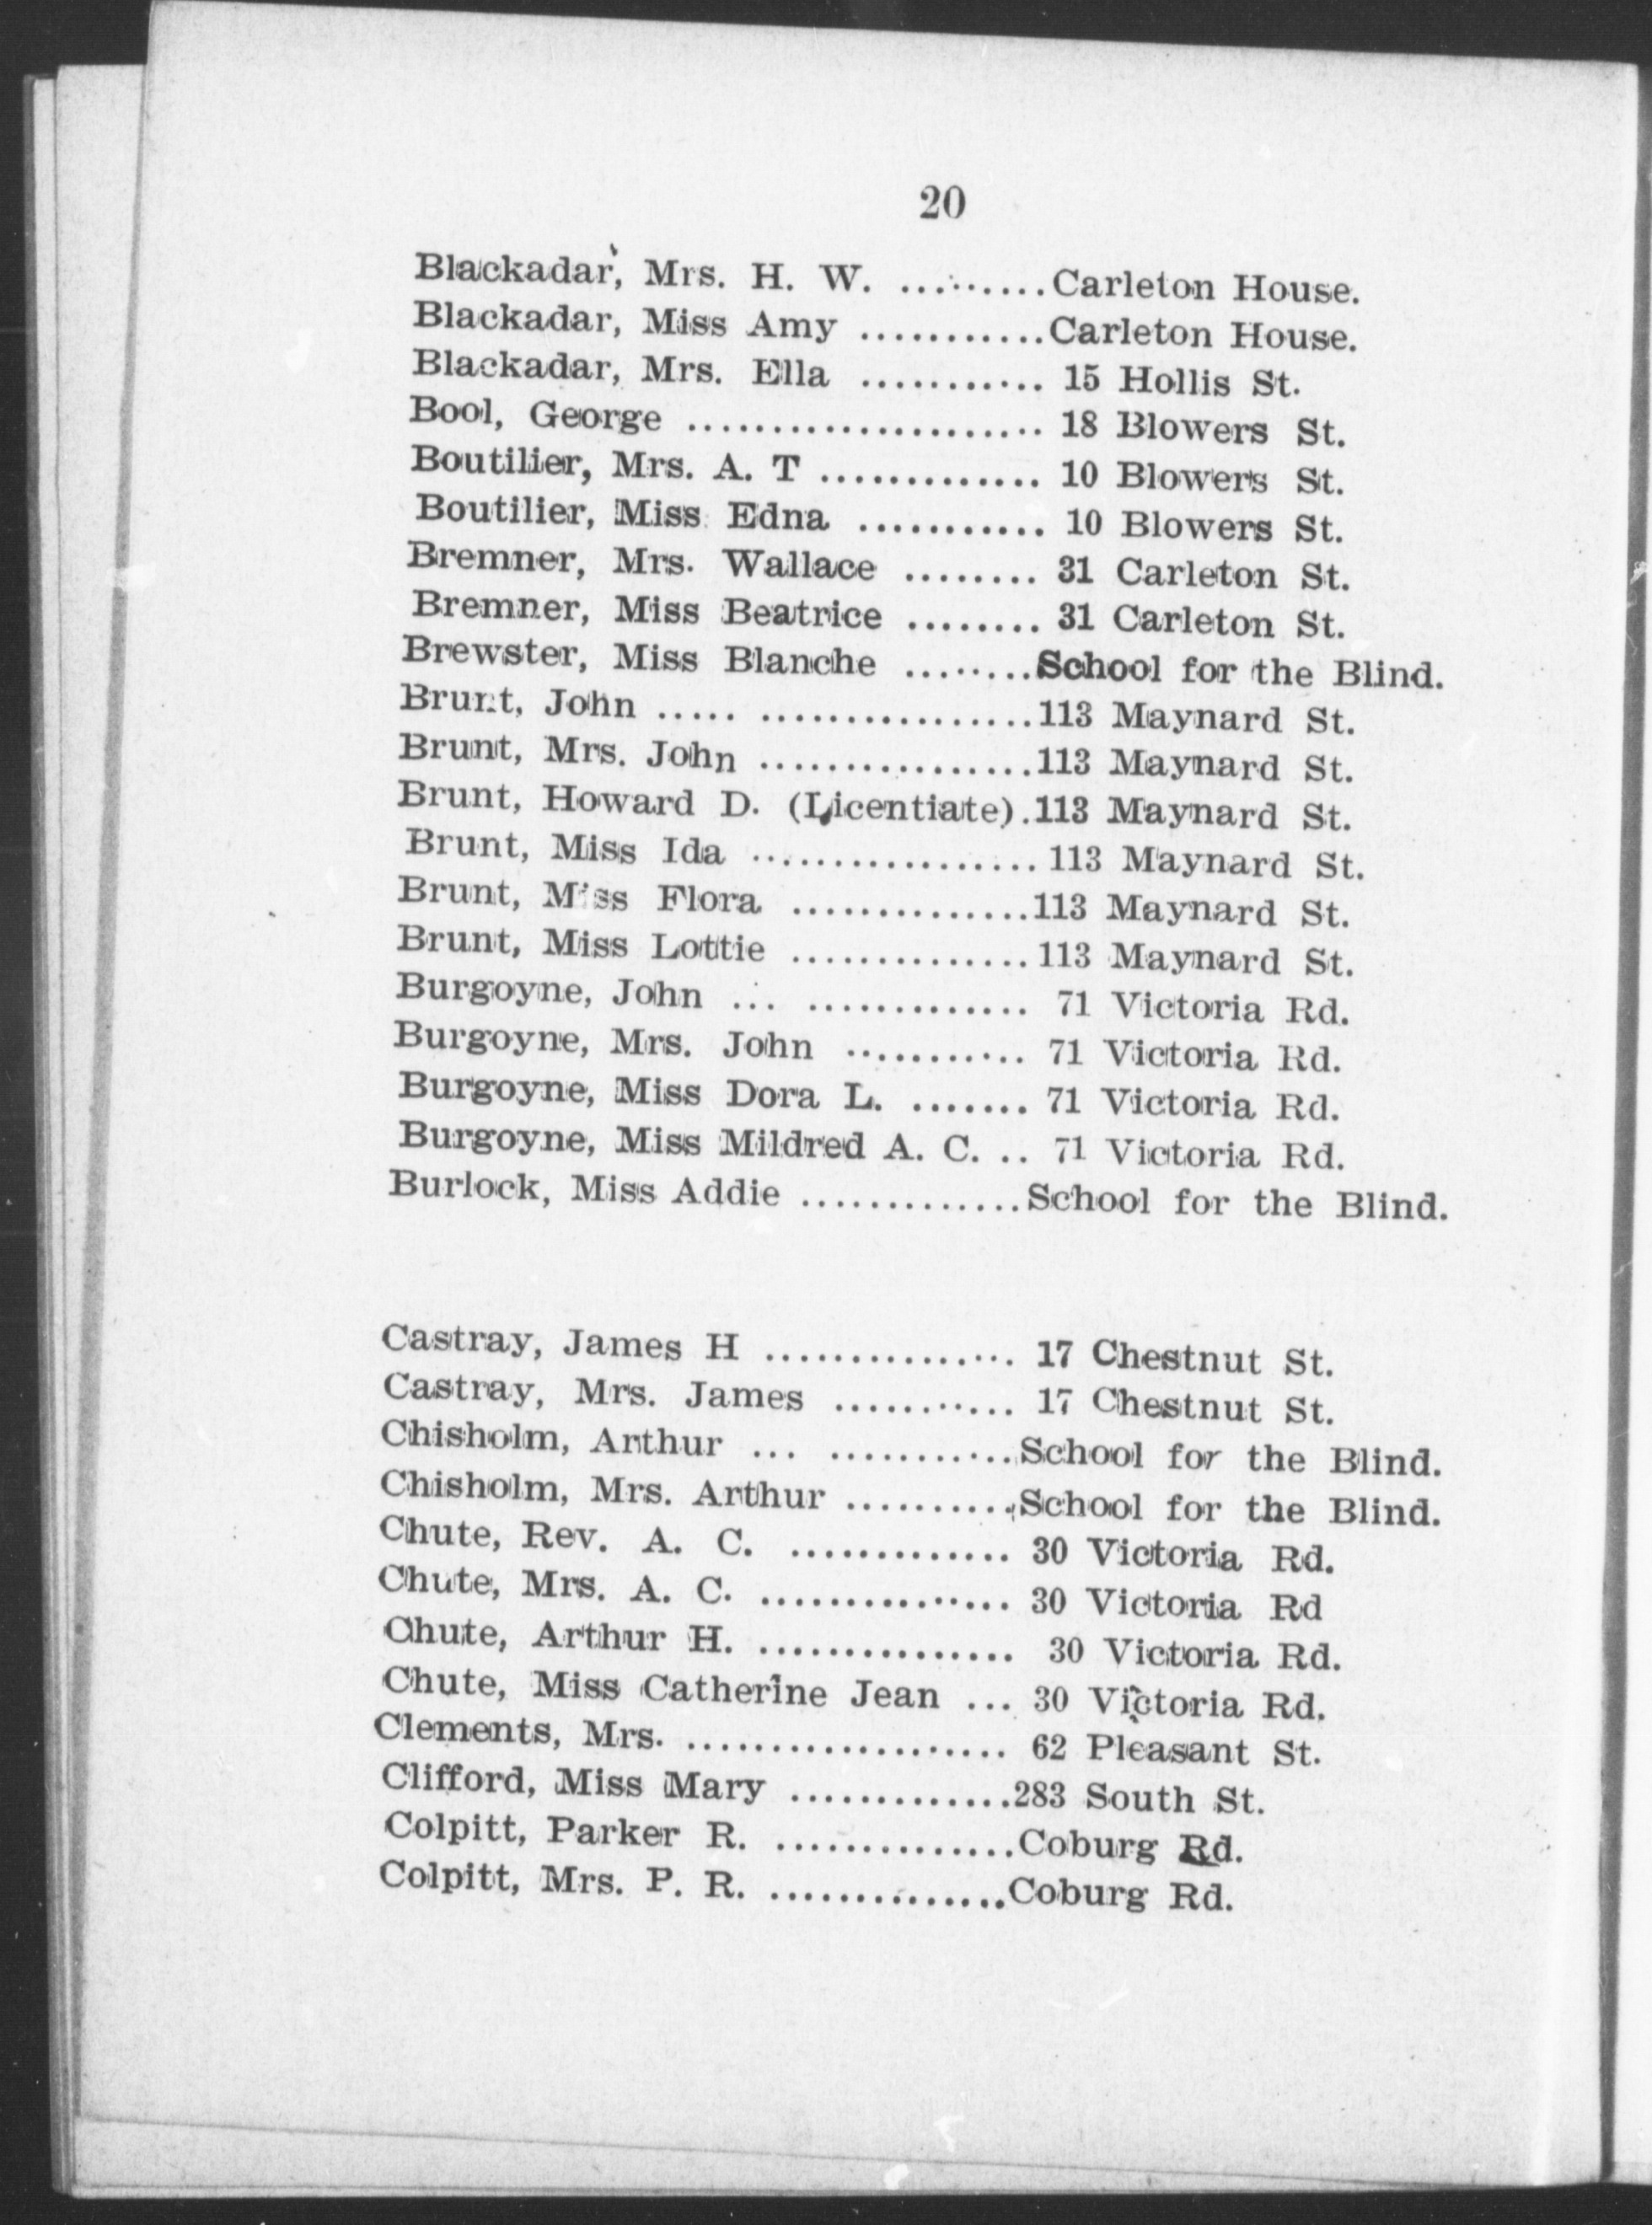 20
Blackadar, Mrs. H. W. .........Carleton House.
Blackadar, Miss Amy ...........Carleton House.
Blackadar, Mrs. Ella ........... 15 Hollis St.
Bool, George ..................... 18 Blowers St.
Boutilier, Mrs. A. T ............. 10 Blowers St.
Boutilier, Miss Edna ........... 10 Blowers St.
Bremner, Mrs. Wallace ........ 31 Carleton St.
Bremner, Miss Beatrice ........ 31 Carleton St.
Brewster, Miss Blanche ........School for the Blind.
Brunt, John ..... ................113 Maynard St.
Brunt, Mrs. John ................113 Maynard St.
Brunt, Howard D. (Licentiate).113 Maynard St.
Brunt, Miss Ida ................. 113 Maynard St.
Brunt, Miss Flora ..............113 Maynard St.
Brunt, Miss Lottie ..............113 Maynard St.
Burgoyne, John ... ............. 71 Victoria Rd.
Burgoyne, Mrs. John ........... 71 Victoria Rd.
Burgoyne, Miss Dora L. ....... 71 Victoria Rd.
Burgoyne, Miss Mildred A. C. .. 71 Victoria Rd.
Burlock, Miss Addie .............School for the Blind.
Castray, James H ............... 17 Chestnut St.
Castray, Mrs. James ........... 17 Chestnut St.
Chisholm, Arthur ... ...........School for the Blind.
Chisholm, Mrs. Arthur ..........School for the Blind.
Chute, Rev. A. C. ............. 30 Victoria Rd.
Chute, Mrs. A. C. ............... 30 Victoria Rd
Chute, Arthur H. ............... 30 Victoria Rd.
Chute, Miss Catherine Jean ... 30 Victoria Rd.
Clements, Mrs. ................... 62 Pleasant St.
Clifford, Miss Mary .............283 South St.
Colpitt, Parker R. ..............Coburg Rd.
Colpitt, Mrs. P. R. ..............Coburg Rd.